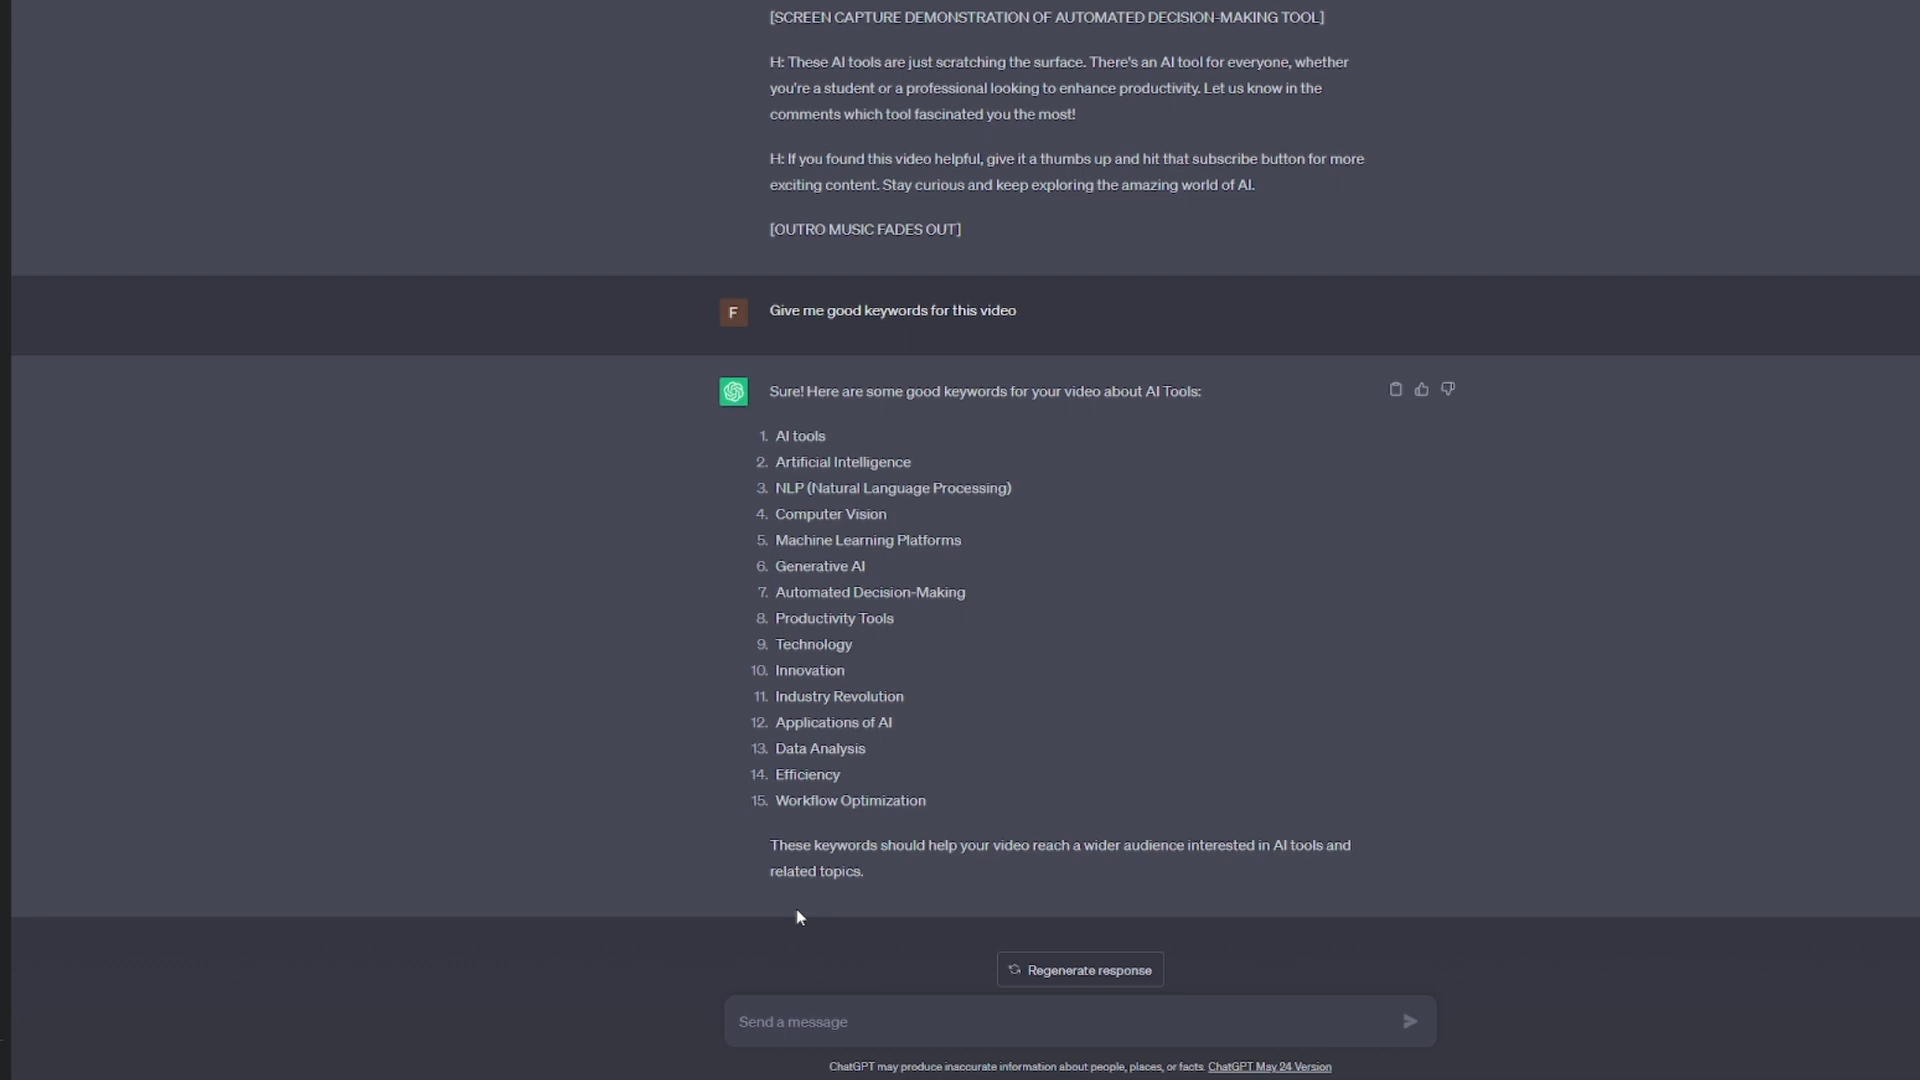 [SCREEN CAPTURE DEMONSTRATION OF AUTOMATED DECISION-MAKING TOOL]
H: These AI tools are just scratching the surface. There's an AI tool for everyone, whether
you're a student or a professional looking to enhance productivity. Let us know in the
comments which tool fascinated you the most!
H: If you found this video helpful, give it a thumbs up and hit that subscribe button for more
exciting content. Stay curious and keep exploring the amazing world of AI.
[OUTRO MUSIC FADES OUT]
F
Give me good keywords for this video
Sure! Here are some good keywords for your video about AI Tools:
1. AI tools
2. Artificial Intelligence
3. NLP (Natural Language Processing)
4. Computer Vision
5. Machine Learning Platforms
6. Generative AI
7. Automated Decision-Making
8. Productivity Tools
9. Technology
10. Innovation
11. Industry Revolution
12. Applications of AI
13. Data Analysis
14. Efficiency
15. Workflow Optimization
These keywords should help your video reach a wider audience interested in AI tools and
related topics.
Regenerate response
Send a message
ChatGPT may produce inaccurate information about people, places, or facts. ChatGPT May 24 Version